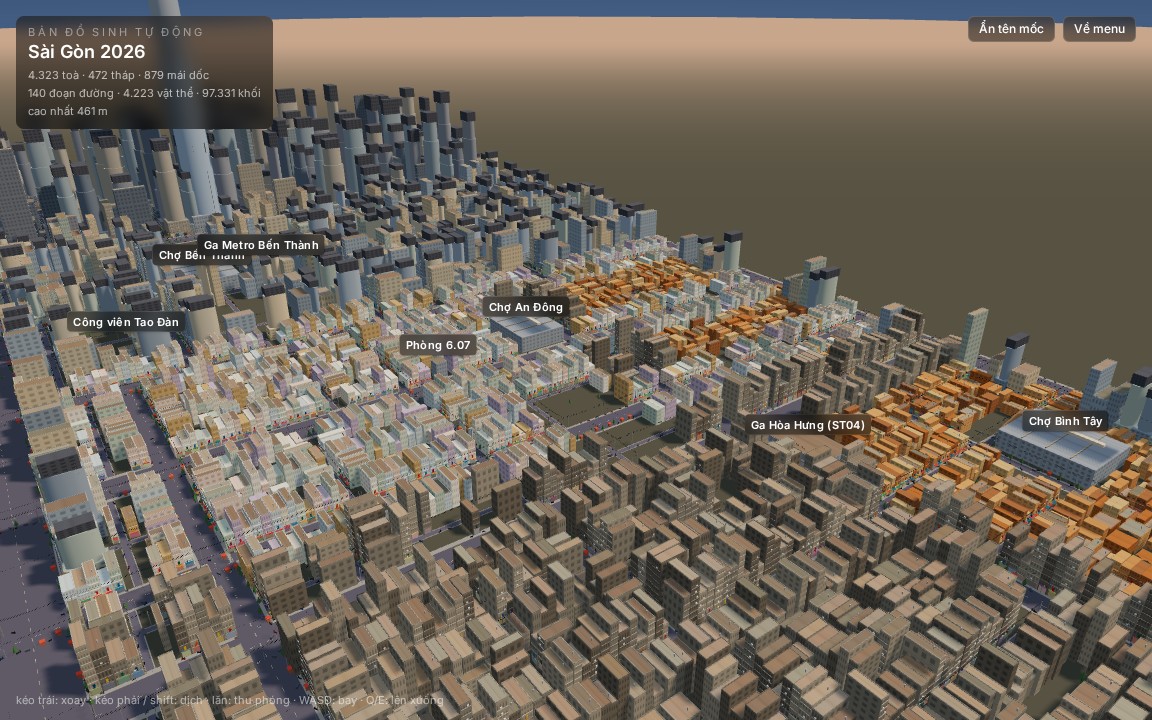 BẢN ĐỒ SINH TỰ ĐỘNG
Sài Gòn 2026
4.323 toà · 472 tháp · 879 mái dốc
140 đoạn đường · 4.223 vật thể · 97.331 khối
cao nhất 461 m
Ẩn tên mốc
Về menu
Ga Metro Bến Thành
Chợ Bến Thành
Chợ An Đông
Công viên Tao Đàn
Phòng 6.07
Chợ Bình Tây
Ga Hòa Hưng (ST04)
kéo trái: xoay · kéo phải / shift: dịch · lăn: thu phóng · WASD: bay · Q/E: lên xuống